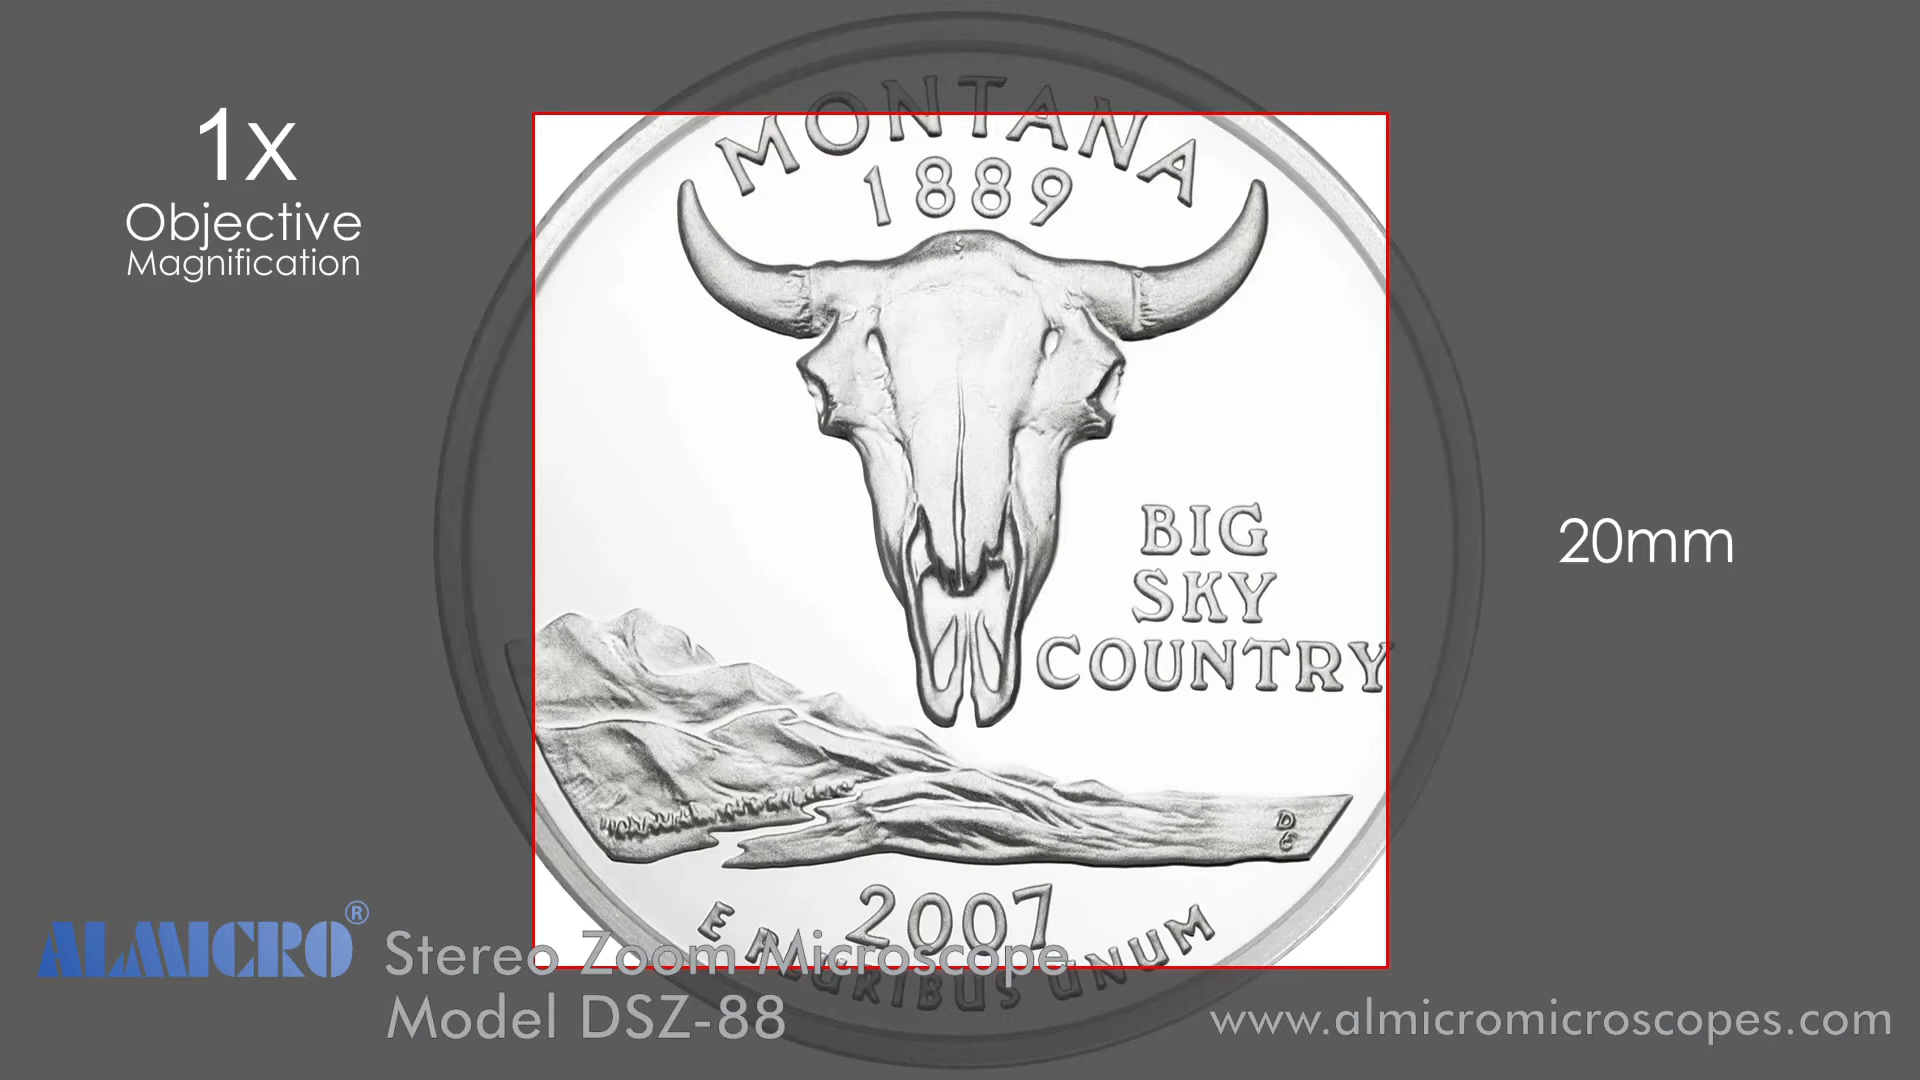 1x
Objective
Magnification
MONTANA
1889
S
BIG
SKY
COUNTRY
20mm
D
E
2007
E PLURIBUS UNUM
ALMICRO®
Stereo Zoom Microscope
Model DSZ-88
www.almicromicroscopes.com